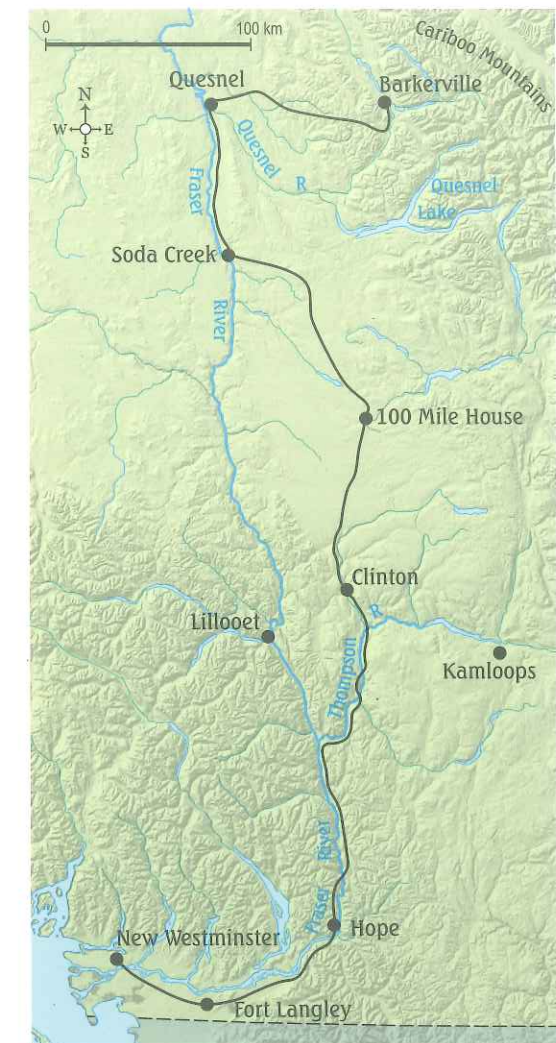 0 100 km
Cariboo Mountains
Quesnel
Barkerville
N
W E
S
Quesnel
R
Quesnel
Lake
Fraser
Soda Creek
River
100 Mile House
Clinton
R
Lillooet
Thompson
Kamloops
Fraser River
Hope
New Westminster
Fort Langley